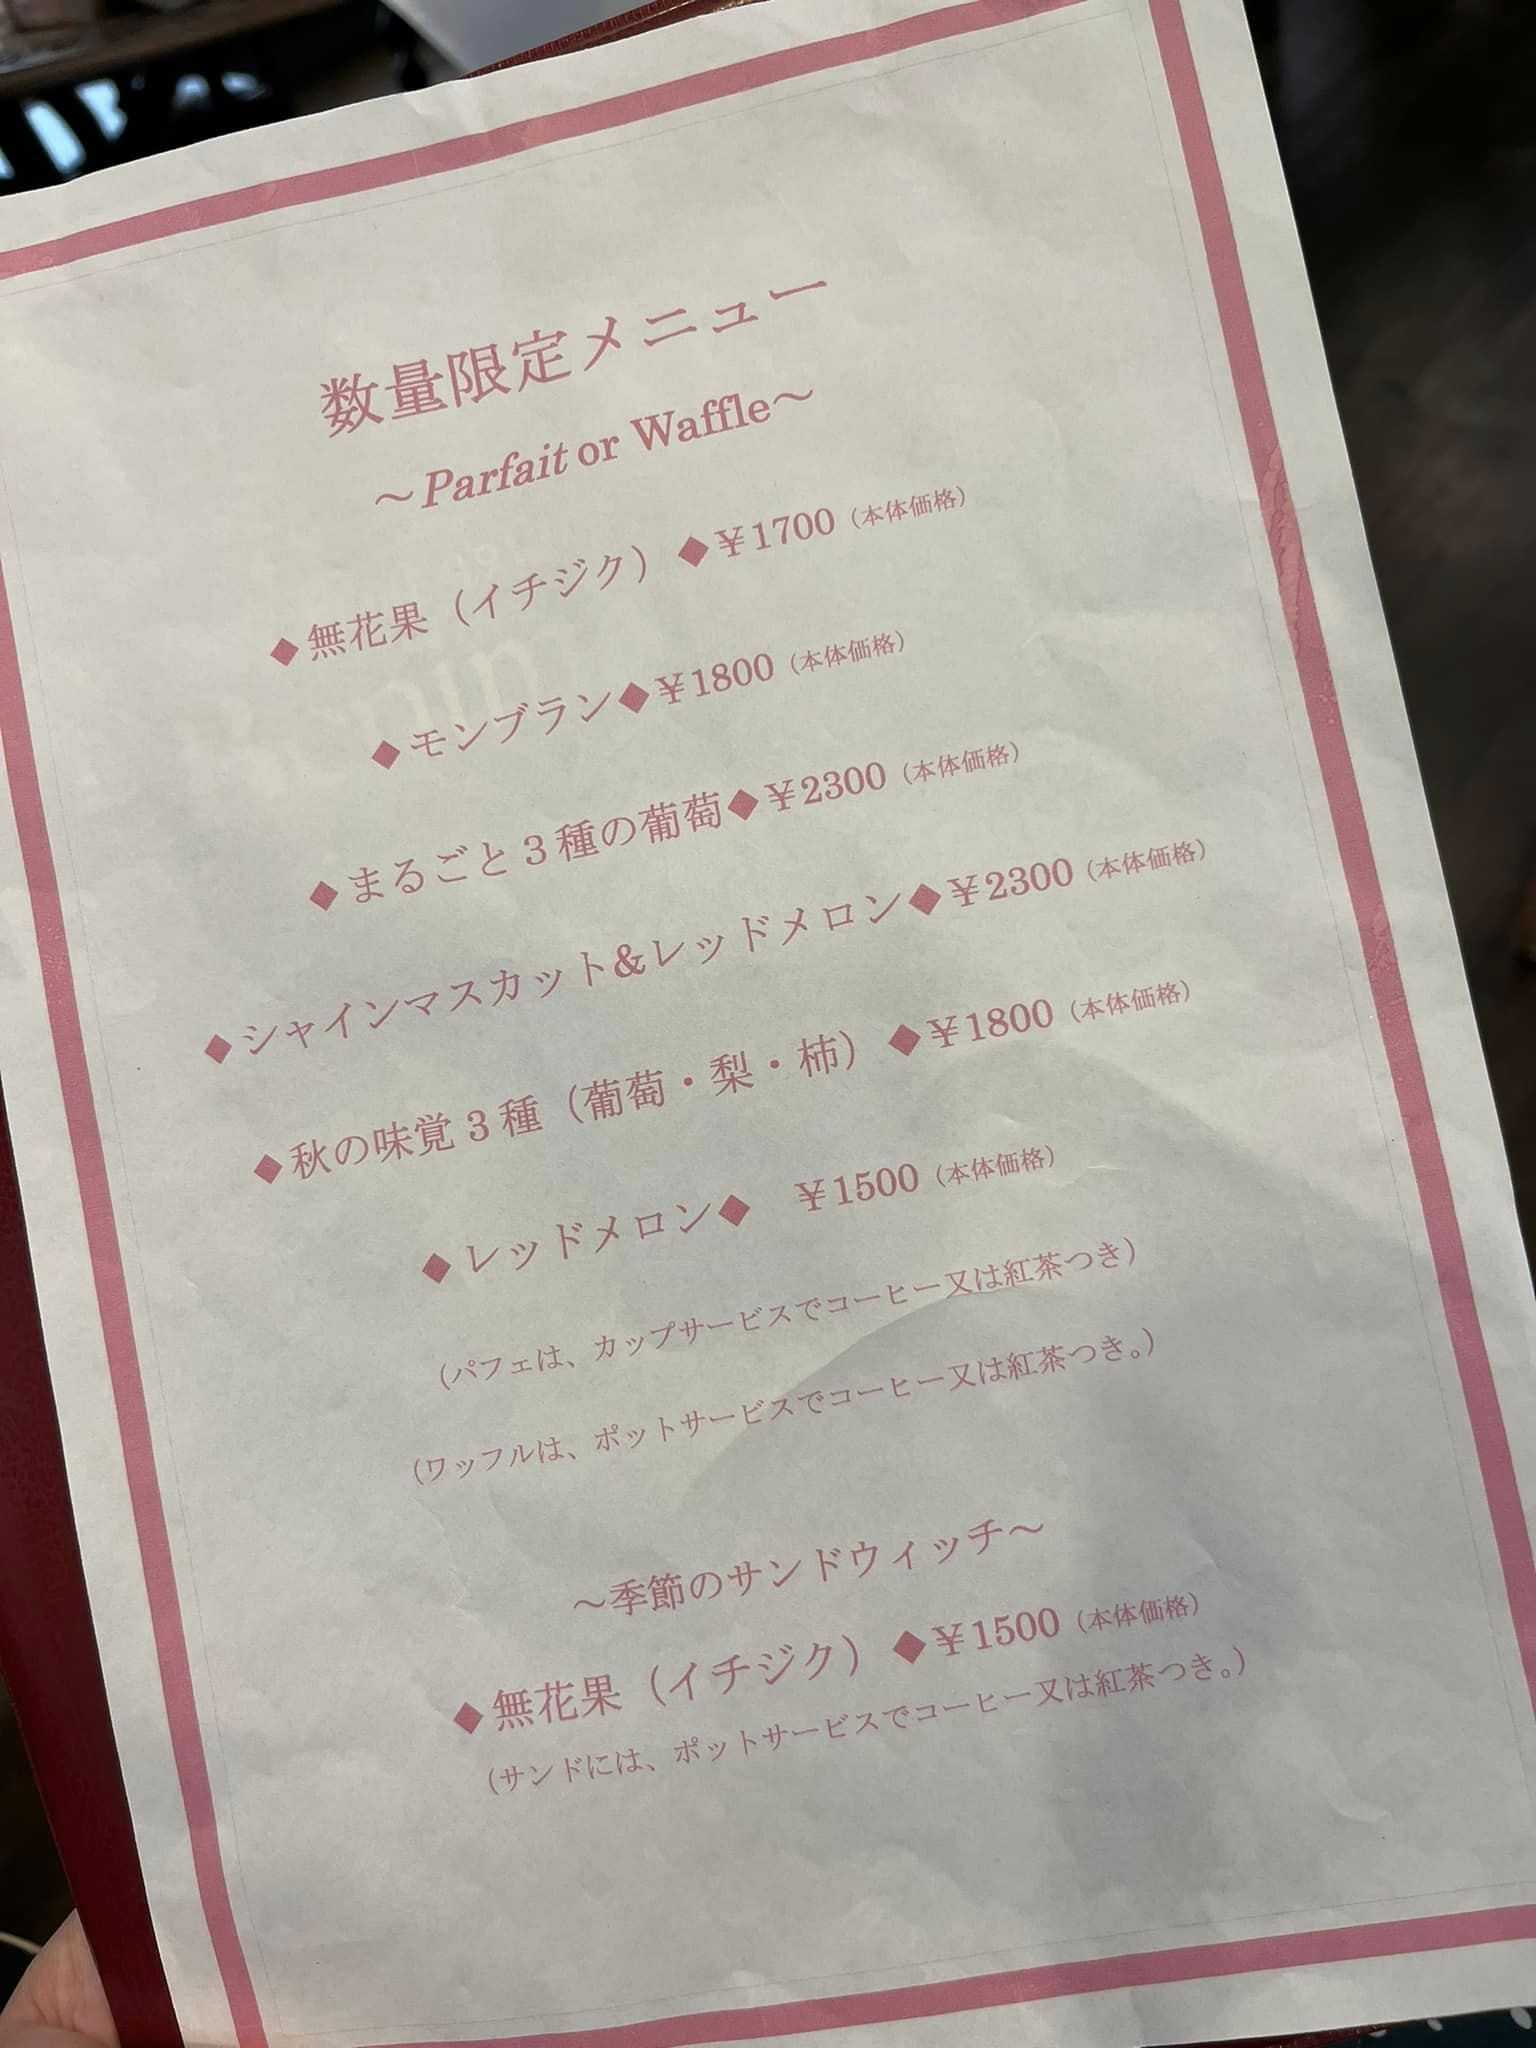 数量限定メニュー
～Parfait or Waffle～
◆無花果（イチジク）◆￥1700（本体価格）
◆モンブラン◆￥1800（本体価格）
◆まるごと３種の葡萄◆￥2300（本体価格）
◆シャインマスカット&レッドメロン◆￥2300（本体価格）
◆秋の味覚３種（葡萄・梨・柿）◆￥1800（本体価格）
◆レッドメロン◆　￥1500（本体価格）
（パフェは、カップサービスでコーヒー又は紅茶つき）
（ワッフルは、ポットサービスでコーヒー又は紅茶つき。）
～季節のサンドウィッチ～
◆無花果（イチジク）◆￥1500（本体価格）
（サンドには、ポットサービスでコーヒー又は紅茶つき。）